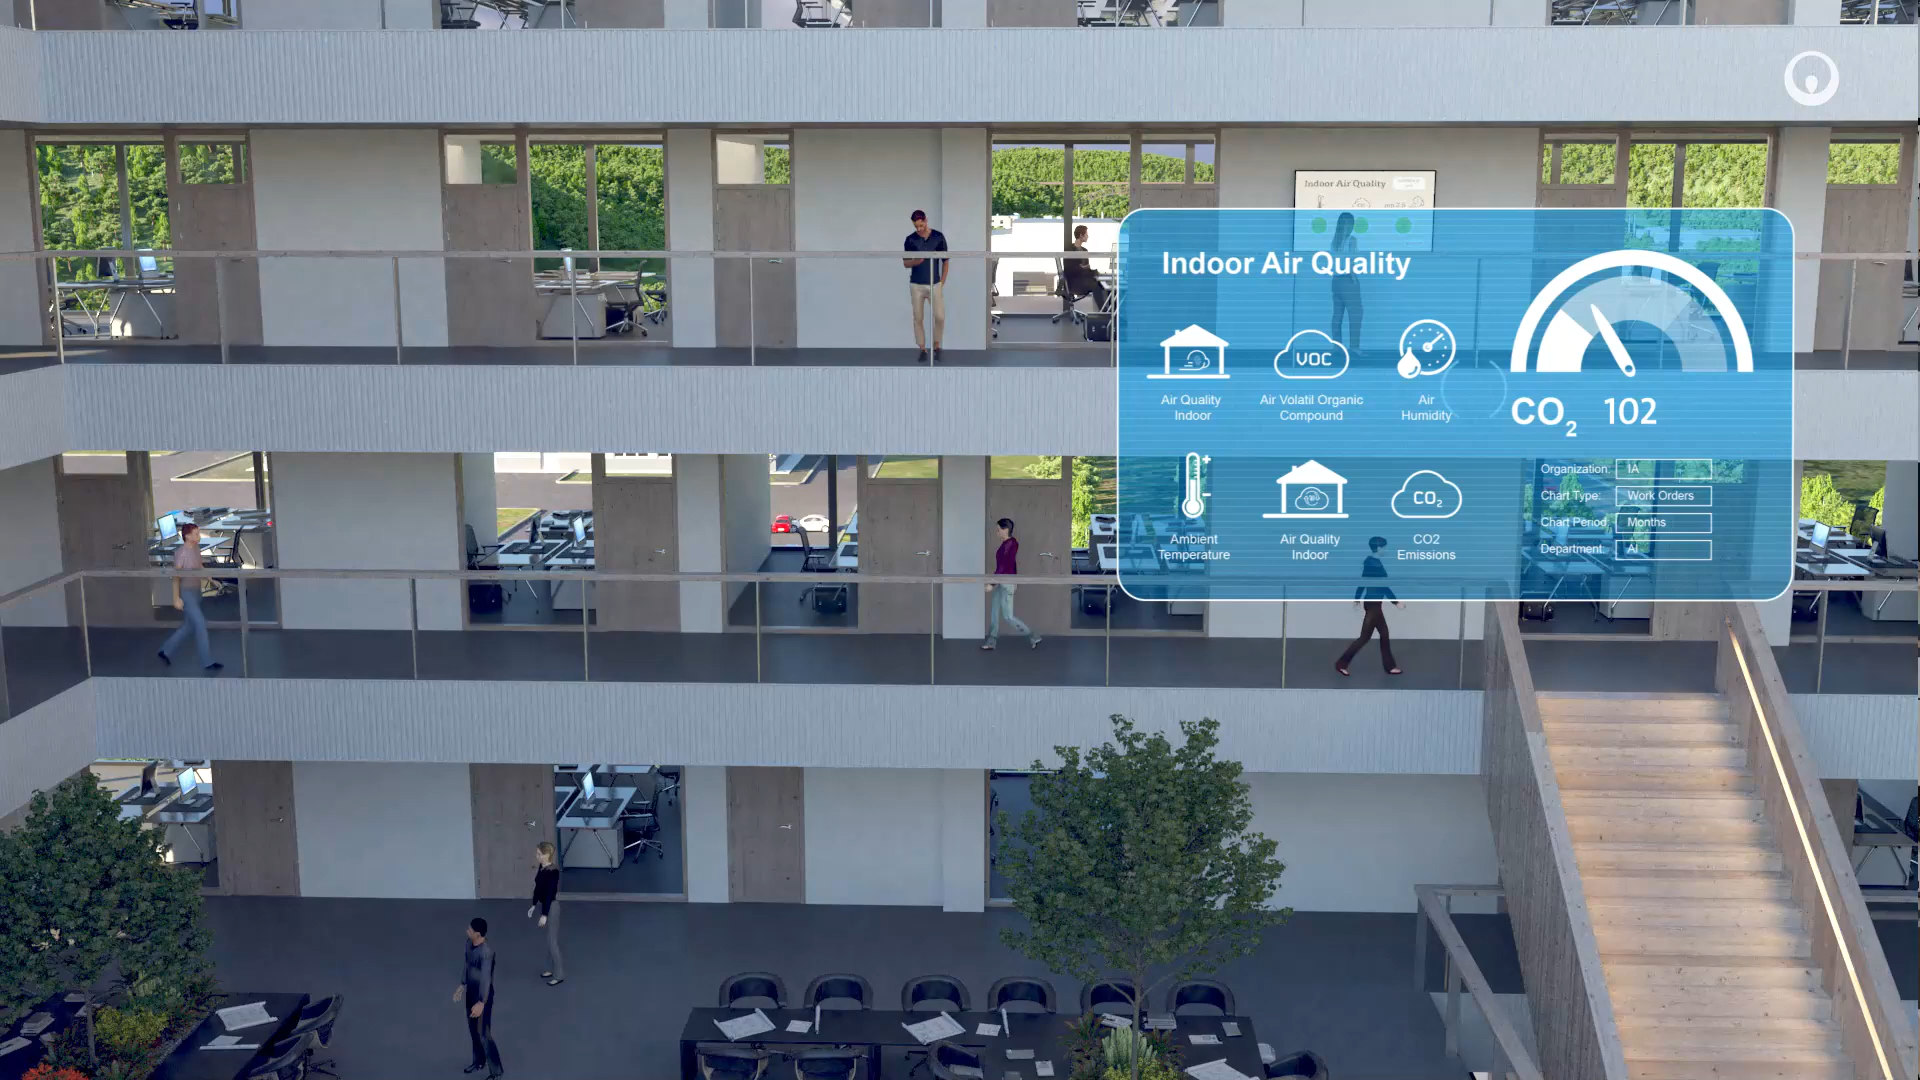 Indoor Air Quality
Indoor Air Quality
VOC
Air Quality
Indoor
Air Volatil Organic
Compound
Air
Humidity
CO2 102
CO2
Ambient
Temperature
Air Quality
Indoor
CO2
Emissions
Organization: IA
Chart Type: Work Orders
Chart Period: Months
Department: AI